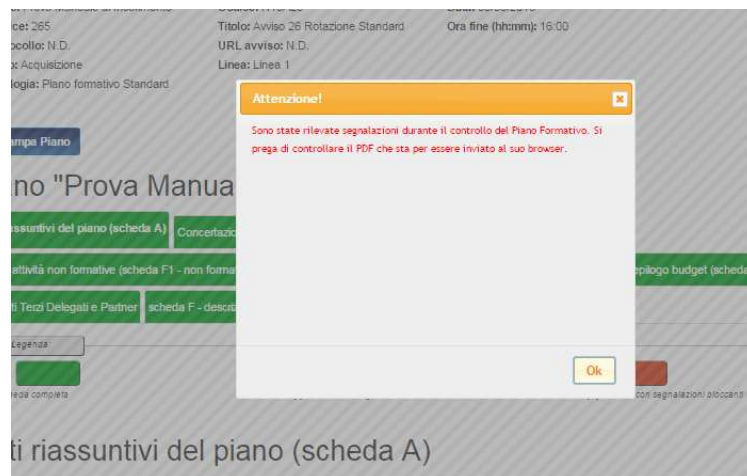 ce: 265
Titolo: Avviso 26 Rotazione Standard
Ora fine (hh:mm): 16:00
ocollo: N.D.
URL avviso: N.D.
Acquisizione
Linea: Linea 1
logia: Piano formativo Standard
Attenzione!
Sono state rilevate segnalazioni durante il controllo del Piano Formativo. Si
prega di controllare il PDF che sta per essere inviato al suo browser.
ampa Piano
no "Prova Manua
assuntivi del piano (scheda A)
Concertazio
attività non formative (scheda F1 - non forma
epilogo budget (scheda
ti Terzi Delegati e Partner
scheda F - descri
Legenda
Ok
eda completa
con segnalazioni bloccanti
ti riassuntivi del piano (scheda A)